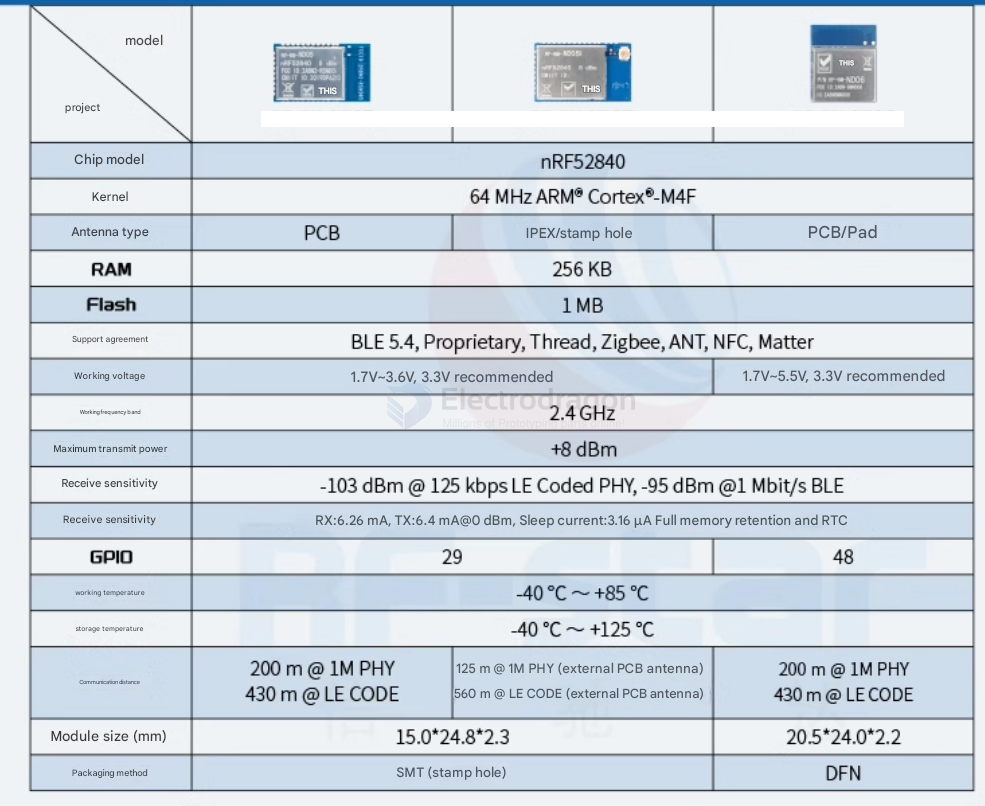 model
project
THIS
THIS
THIS
Chip model nRF52840
Kernel 64 MHz ARM® Cortex®-M4F
Antenna type PCB IPEX/stamp hole PCB/Pad
RAM 256 KB
Flash 1 MB
Support agreement BLE 5.4, Proprietary, Thread, Zigbee, ANT, NFC, Matter
Working voltage 1.7V~3.6V, 3.3V recommended 1.7V~5.5V, 3.3V recommended
Electrodragon
Working frequency band 2.4 GHz
Maximum transmit power +8 dBm
Receive sensitivity -103 dBm @ 125 kbps LE Coded PHY, -95 dBm @1 Mbit/s BLE
Receive sensitivity RX:6.26 mA, TX:6.4 mA@0 dBm, Sleep current:3.16 μA Full memory retention and RTC
RF-star
GPIO 29 48
working temperature -40 °C ~ +85 °C
storage temperature -40 °C ~ +125 °C
Communication distance
200 m @ 1M PHY 125 m @ 1M PHY (external PCB antenna) 200 m @ 1M PHY
430 m @ LE CODE 560 m @ LE CODE (external PCB antenna) 430 m @ LE CODE
Module size (mm) 15.0*24.8*2.3 20.5*24.0*2.2
Packaging method SMT (stamp hole) DFN